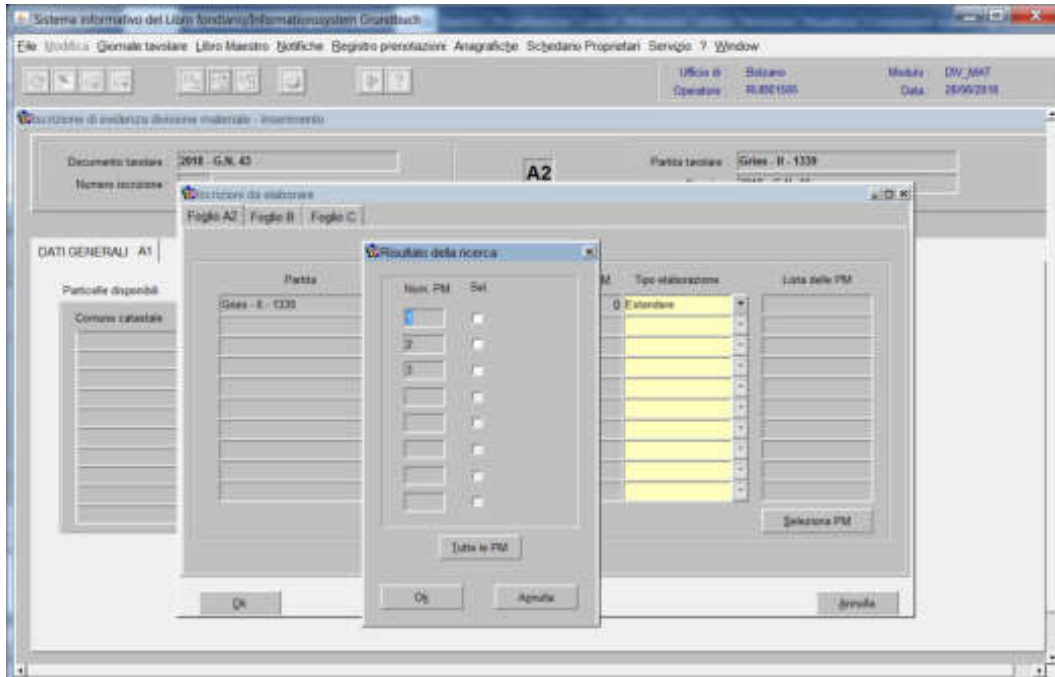 Sistema informativo del Libro fondiario/Informationssystem Grundbuch
File Modifica Giornale tavolare Libro Maestro Notifiche Registro prenotazioni Anagrafiche Schedario Proprietari Servizio ? Window
Ufficio di Bolzano Modulo DIV_MAT
Operatore Data
Iscrizione di evidenza divisione materiale - inserimento
Documento tavolare 2018 - G.N. 43 A2 Partita tavolare Gries - II - 1339
Numero iscrizione
Iscrizioni da elaborare
Foglio A2 Foglio B Foglio C
DATI GENERALI A1
Risultato della ricerca
Particelle disponibili
Partita Num. PM Sel. Tipo elaborazione Lista delle PM
Comune catastale
Gries - II - 1339 0 Estendere
1
2
3
Seleziona PM
Tutte le PM
Ok Annulla
Ok Annulla